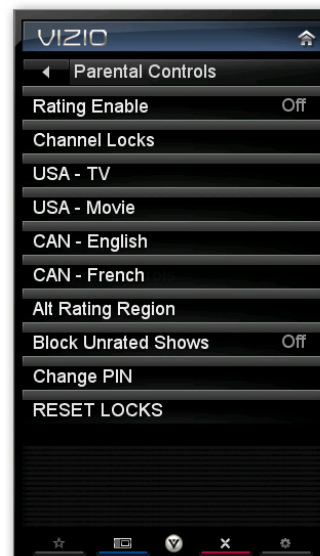 VIZIO
Parental Controls
Rating Enable Off
Channel Locks
USA - TV
USA - Movie
CAN - English
CAN - French
Alt Rating Region
Block Unrated Shows Off
Change PIN
RESET LOCKS
V